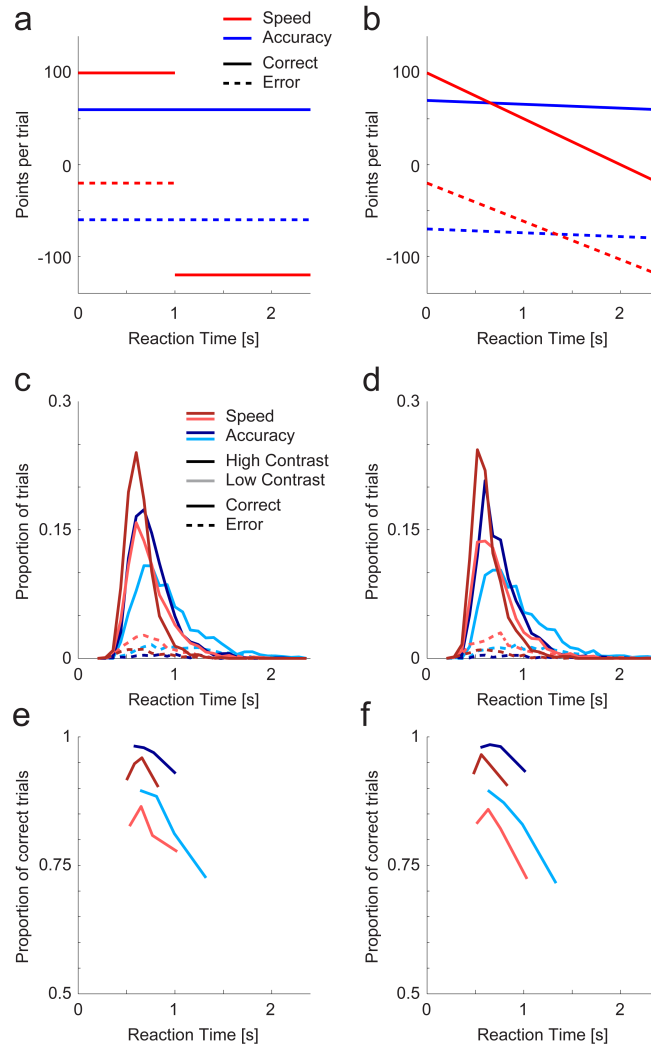 a
b
Speed
Accuracy
Correct
Error
Points per trial
100
0
-100
0
1
2
Reaction Time [s]
Points per trial
100
0
-100
0
1
2
Reaction Time [s]
c
d
Speed
Accuracy
High Contrast
Low Contrast
Correct
Error
Proportion of trials
0.3
0.15
0
0
1
2
Reaction Time [s]
Proportion of trials
0.3
0.15
0
0
1
2
Reaction Time [s]
e
f
Proportion of correct trials
1
0.75
0.5
0
1
2
Reaction Time [s]
Proportion of correct trials
1
0.75
0.5
0
1
2
Reaction Time [s]